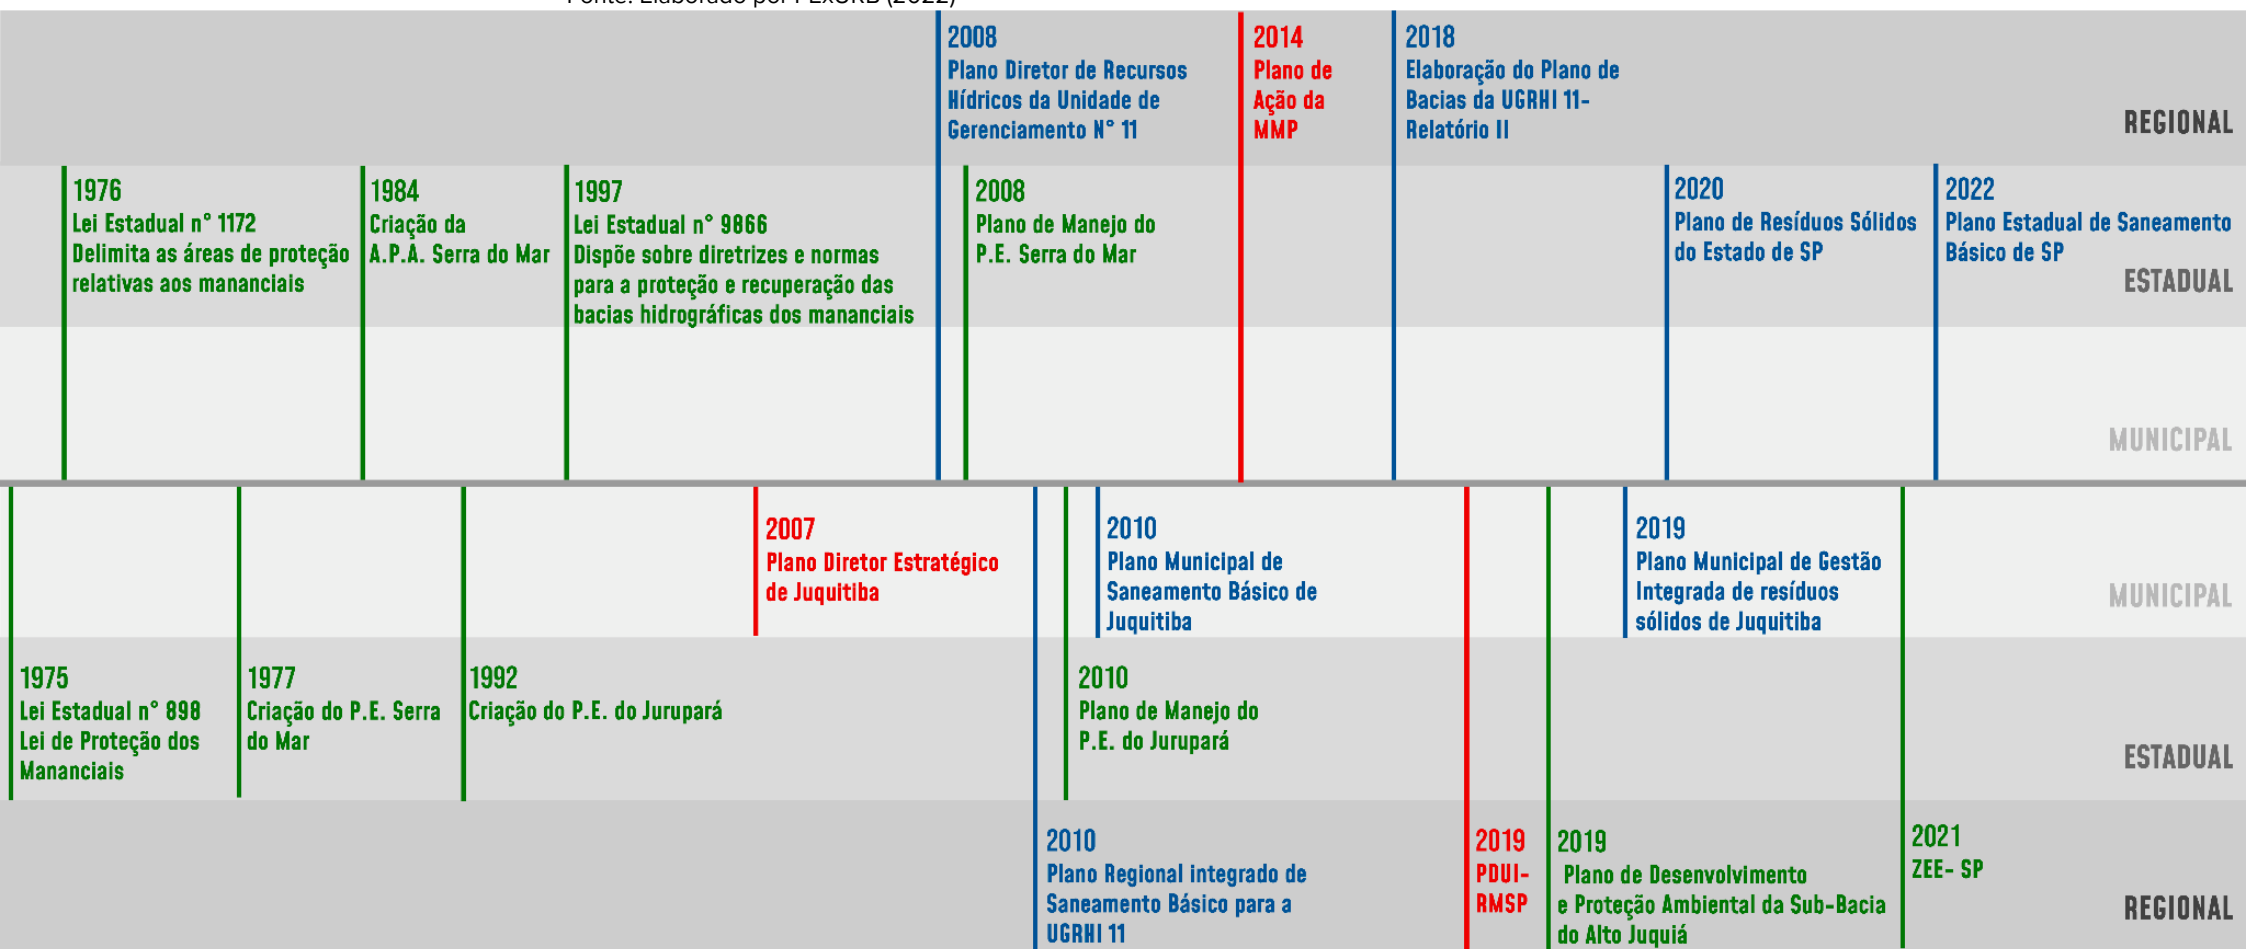 Fonte: Elaborado por PExURB (2022)
2008
Plano Diretor de Recursos
Hídricos da Unidade de
Gerenciamento N° 11
2014
Plano de
Ação da
MMP
2018
Elaboração do Plano de
Bacias da UGRHI 11-
Relatório II
REGIONAL
1976
Lei Estadual n° 1172
Delimita as áreas de proteção
relativas aos mananciais
1984
Criação da
A.P.A. Serra do Mar
1997
Lei Estadual n° 9866
Dispõe sobre diretrizes e normas
para a proteção e recuperação das
bacias hidrográficas dos mananciais
2008
Plano de Manejo do
P.E. Serra do Mar
2020
Plano de Resíduos Sólidos
do Estado de SP
2022
Plano Estadual de Saneamento
Básico de SP
ESTADUAL
MUNICIPAL
2007
Plano Diretor Estratégico
de Juquitiba
2010
Plano Municipal de
Saneamento Básico de
Juquitiba
2019
Plano Municipal de Gestão
Integrada de resíduos
sólidos de Juquitiba
MUNICIPAL
1975
Lei Estadual n° 898
Lei de Proteção dos
Mananciais
1977
Criação do P.E. Serra
do Mar
1992
Criação do P.E. do Jurupará
2010
Plano de Manejo do
P.E. do Jurupará
ESTADUAL
2010
Plano Regional integrado de
Saneamento Básico para a
UGRHI 11
2019
PDUI-
RMSP
2019
Plano de Desenvolvimento
e Proteção Ambiental da Sub-Bacia
do Alto Juquiá
2021
ZEE- SP
REGIONAL